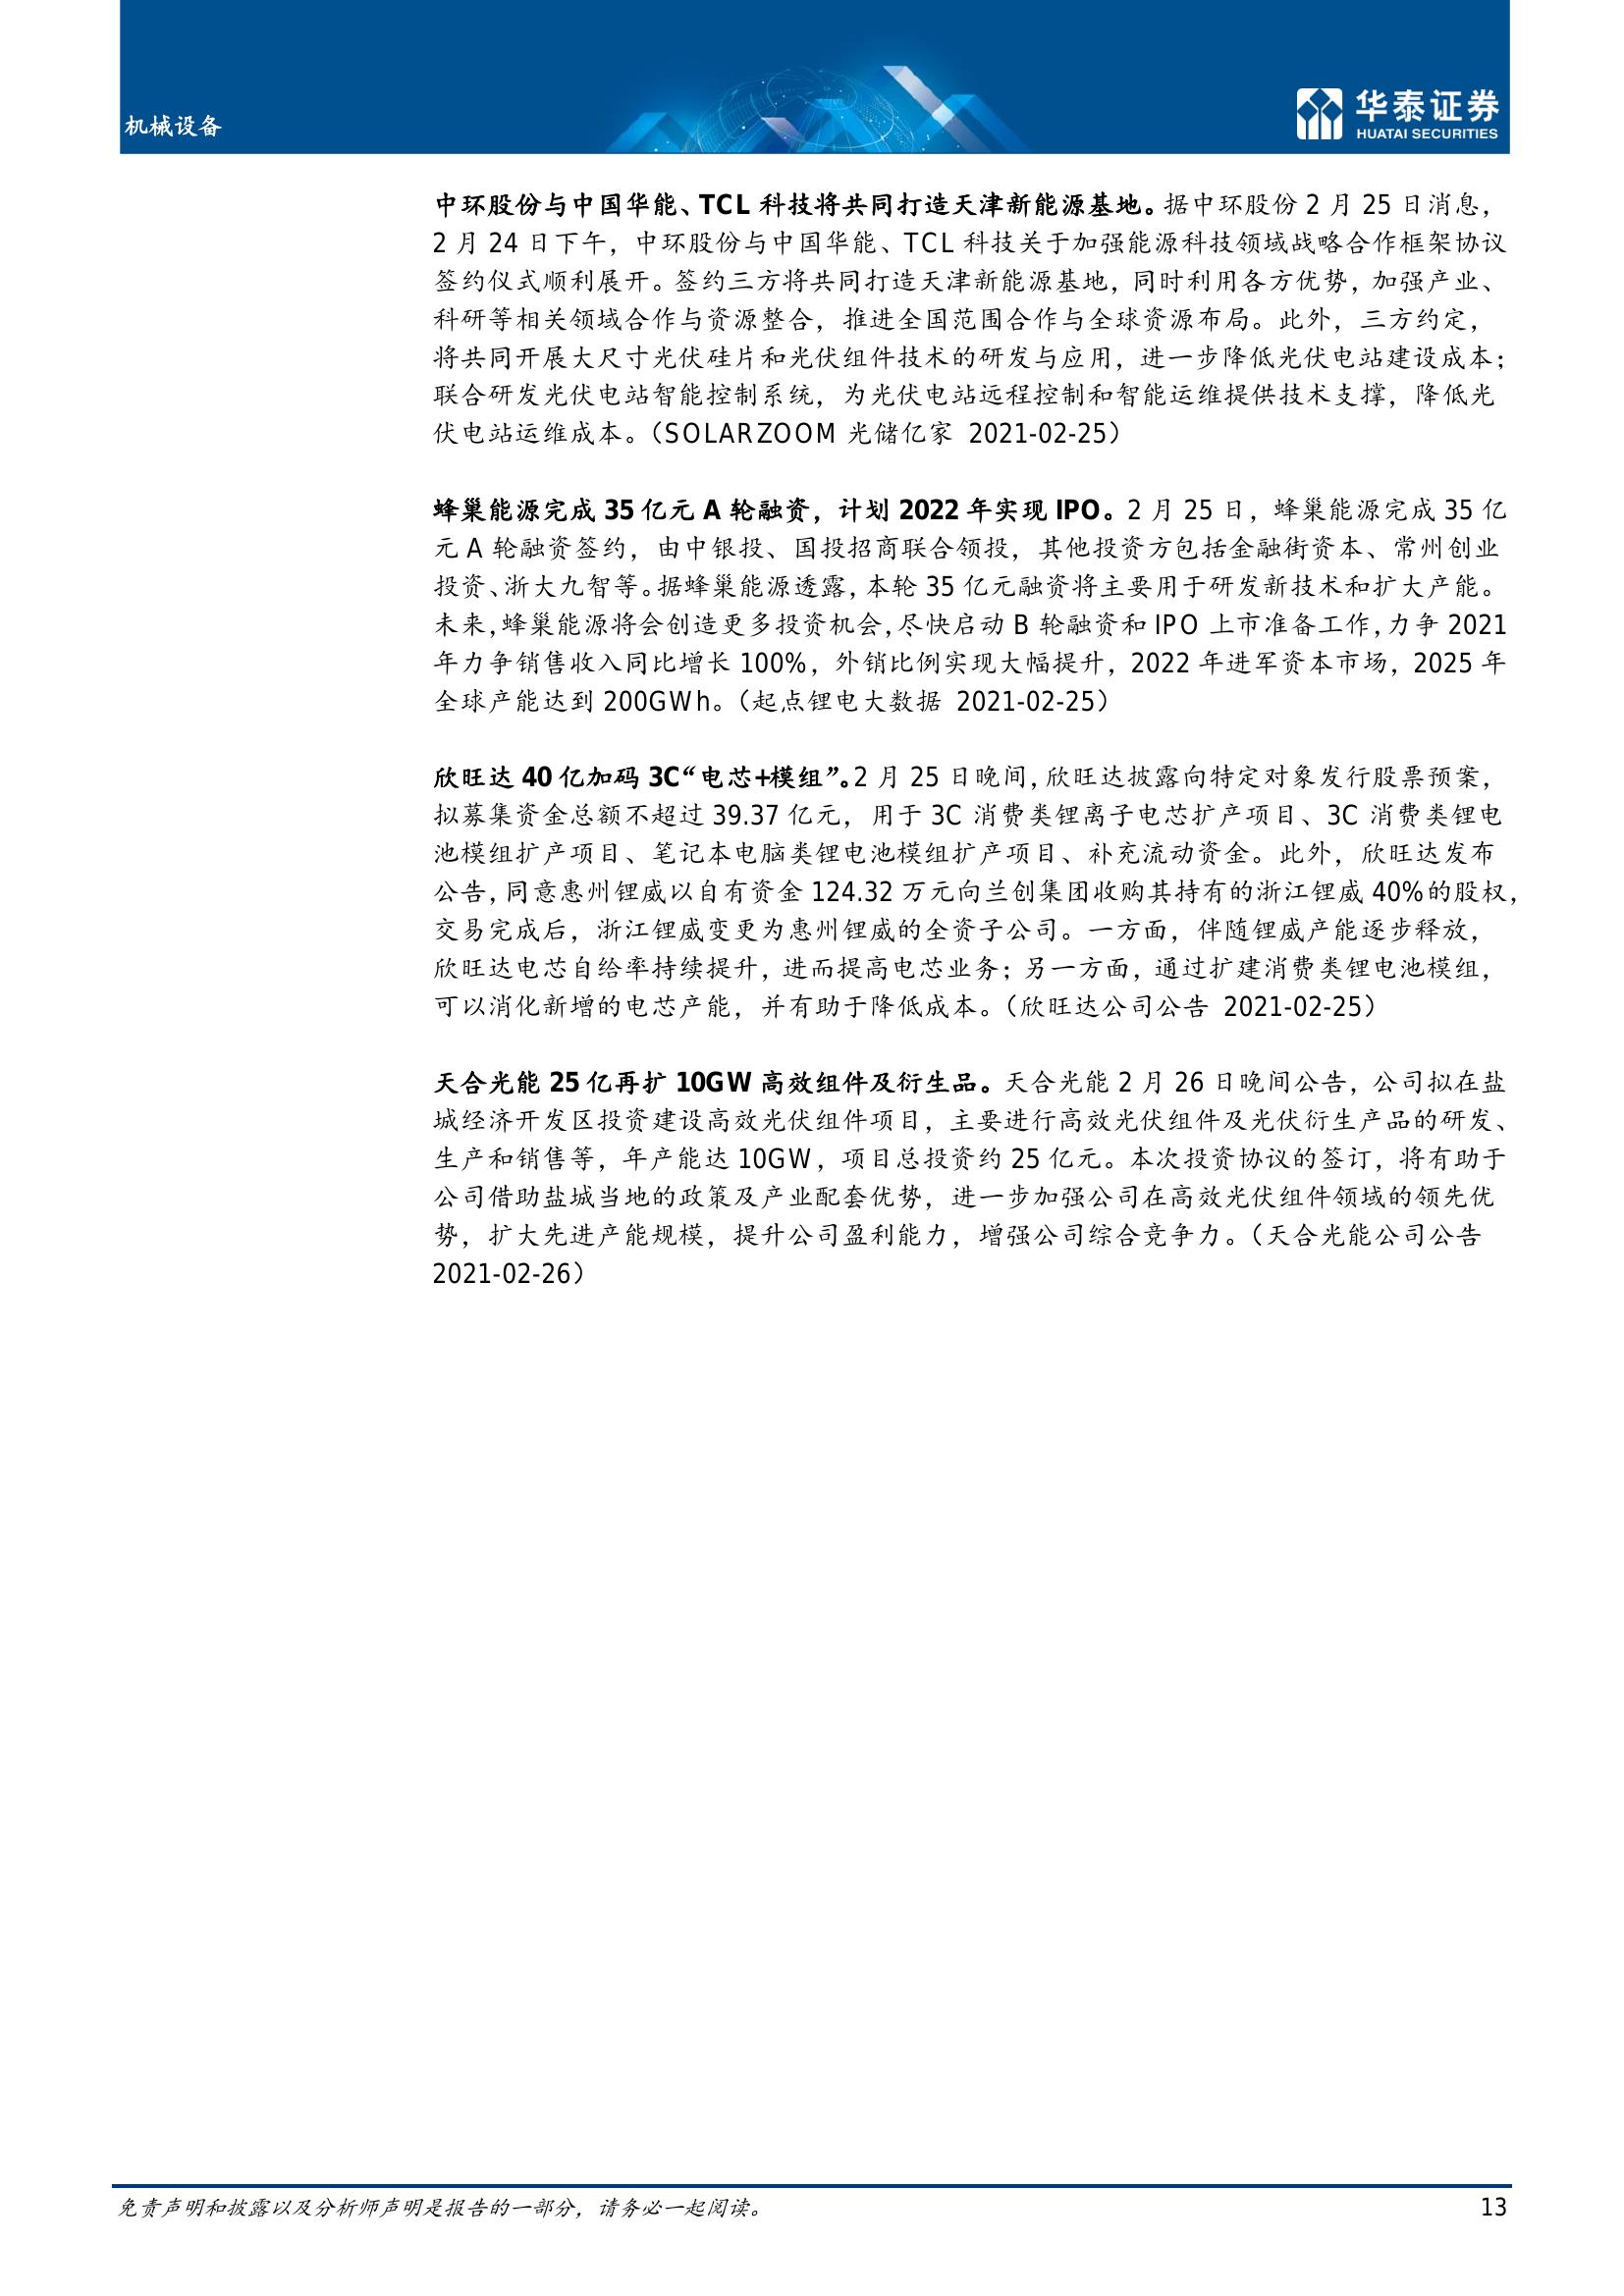 机械设备
华泰证券
HUATAI SECURITIES
中环股份与中国华能、TCL 科技将共同打造天津新能源基地。据中环股份 2 月 25 日消息，
2 月 24 日下午，中环股份与中国华能、TCL 科技关于加强能源科技领域战略合作框架协议
签约仪式顺利展开。签约三方将共同打造天津新能源基地，同时利用各方优势，加强产业、
科研等相关领域合作与资源整合，推进全国范围合作与全球资源布局。此外，三方约定，
将共同开展大尺寸光伏硅片和光伏组件技术的研发与应用，进一步降低光伏电站建设成本；
联合研发光伏电站智能控制系统，为光伏电站远程控制和智能运维提供技术支撑，降低光
伏电站运维成本。（SOLARZOOM 光储亿家 2021-02-25）
蜂巢能源完成 35 亿元 A 轮融资，计划 2022 年实现 IPO。2 月 25 日，蜂巢能源完成 35 亿
元 A 轮融资签约，由中银投、国投招商联合领投，其他投资方包括金融街资本、常州创业
投资、浙大九智等。据蜂巢能源透露，本轮 35 亿元融资将主要用于研发新技术和扩大产能。
未来，蜂巢能源将会创造更多投资机会，尽快启动 B 轮融资和 IPO 上市准备工作，力争 2021
年力争销售收入同比增长 100%，外销比例实现大幅提升，2022 年进军资本市场，2025 年
全球产能达到 200GWh。（起点锂电大数据 2021-02-25）
欣旺达 40 亿加码 3C“电芯+模组”。2 月 25 日晚间，欣旺达披露向特定对象发行股票预案，
拟募集资金总额不超过 39.37 亿元，用于 3C 消费类锂离子电芯扩产项目、3C 消费类锂电
池模组扩产项目、笔记本电脑类锂电池模组扩产项目、补充流动资金。此外，欣旺达发布
公告，同意惠州锂威以自有资金 124.32 万元向兰创集团收购其持有的浙江锂威 40%的股权，
交易完成后，浙江锂威变更为惠州锂威的全资子公司。一方面，伴随锂威产能逐步释放，
欣旺达电芯自给率持续提升，进而提高电芯业务；另一方面，通过扩建消费类锂电池模组，
可以消化新增的电芯产能，并有助于降低成本。（欣旺达公司公告 2021-02-25）
天合光能 25 亿再扩 10GW 高效组件及衍生品。天合光能 2 月 26 日晚间公告，公司拟在盐
城经济开发区投资建设高效光伏组件项目，主要进行高效光伏组件及光伏衍生产品的研发、
生产和销售等，年产能达 10GW，项目总投资约 25 亿元。本次投资协议的签订，将有助于
公司借助盐城当地的政策及产业配套优势，进一步加强公司在高效光伏组件领域的领先优
势，扩大先进产能规模，提升公司盈利能力，增强公司综合竞争力。（天合光能公司公告
2021-02-26）
免责声明和披露以及分析师声明是报告的一部分，请务必一起阅读。
13